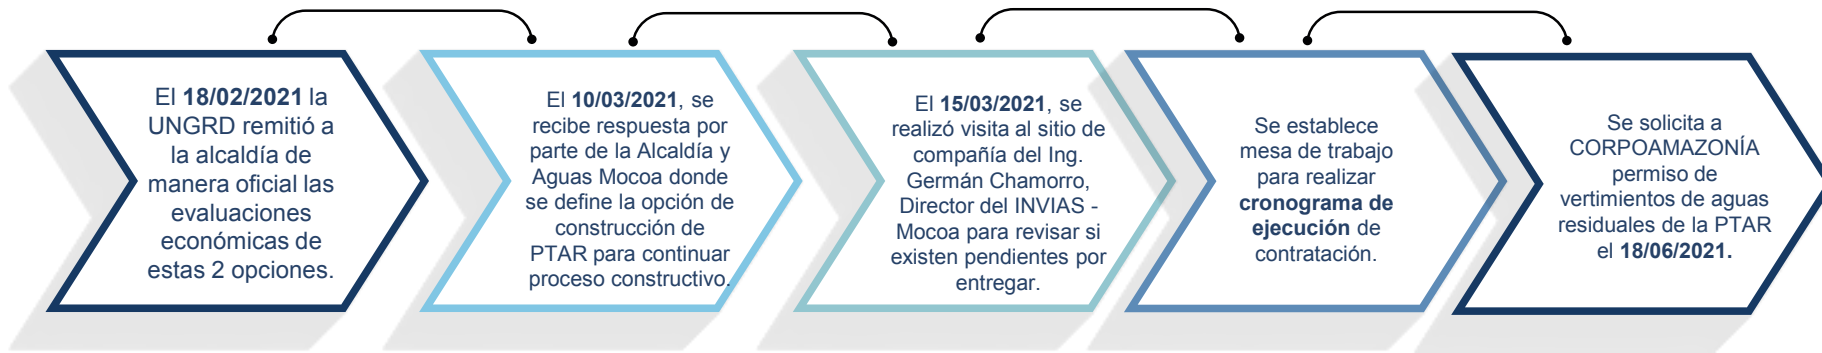 El 18/02/2021 la
UNGRD remitió a
la alcaldía de
manera oficial las
evaluaciones
económicas de
estas 2 opciones.
El 10/03/2021, se
recibe respuesta por
parte de la Alcaldía y
Aguas Mocoa donde
se define la opción de
construcción de
PTAR para continuar
proceso constructivo.
El 15/03/2021, se
realizó visita al sitio de
compañía del Ing.
Germán Chamorro,
Director del INVIAS -
Mocoa para revisar si
existen pendientes por
entregar.
Se establece
mesa de trabajo
para realizar
cronograma de
ejecución de
contratación.
Se solicita a
CORPOAMAZONÍA
permiso de
vertimientos de aguas
residuales de la PTAR
el 18/06/2021.